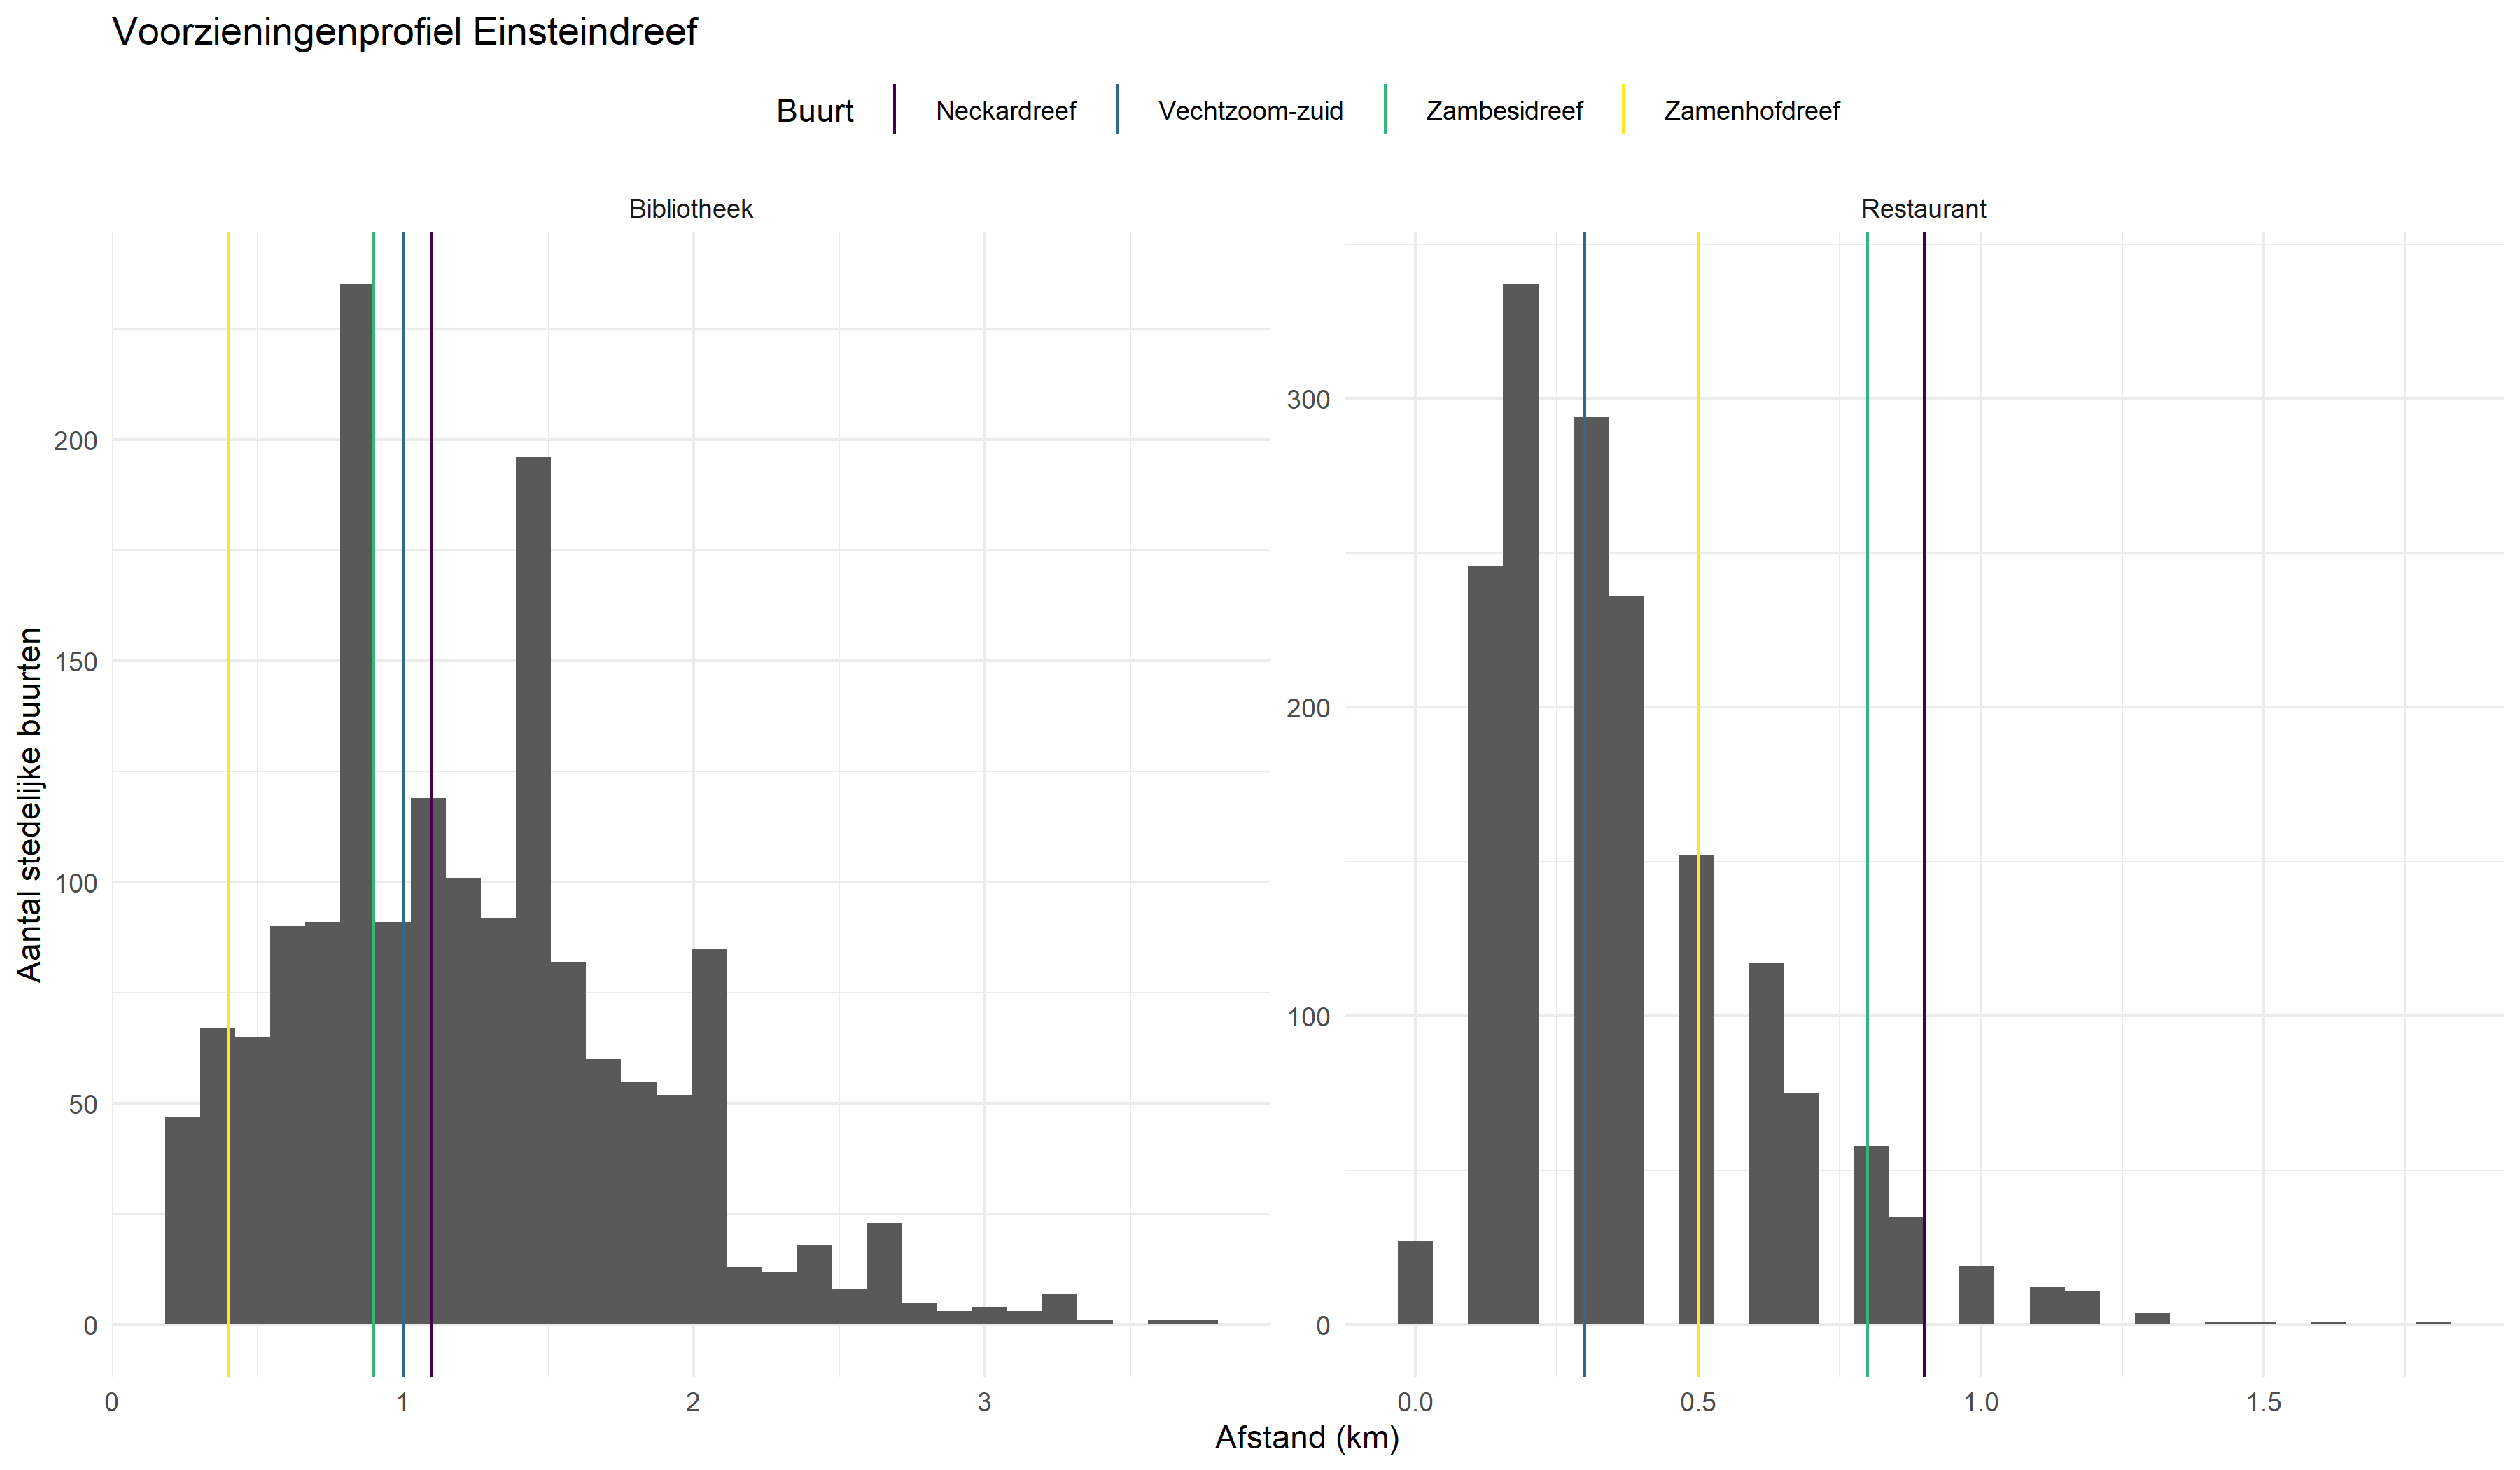 Voorzieningenprofiel Einsteindreef
Buurt Neckardreef Vechtzoom-zuid Zambesidreef Zamenhofdreef
Bibliotheek
Restaurant
Aantal stedelijke buurten
200
150
100
50
0
0 1 2 3
300
200
100
0
0.0 0.5 1.0 1.5
Afstand (km)